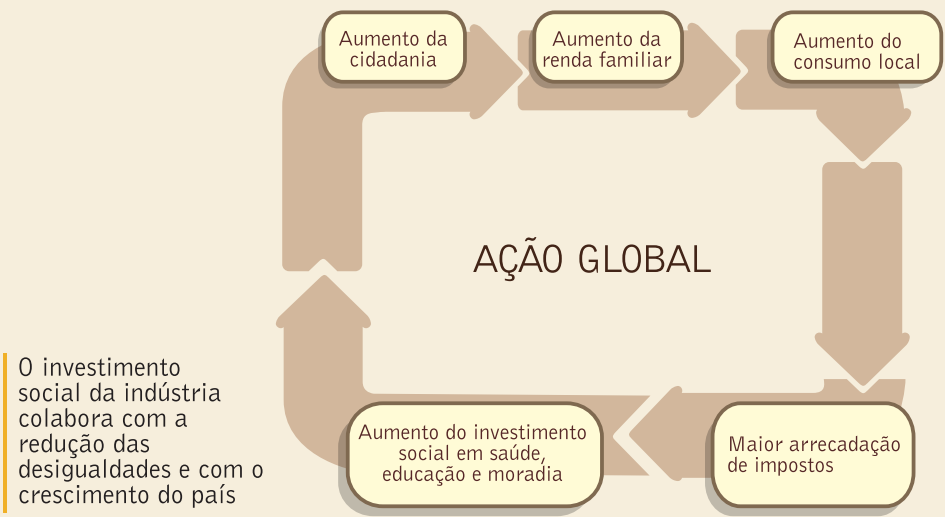 Aumento da
cidadania
Aumento da
renda familiar
Aumento do
consumo local
AÇÃO GLOBAL
O investimento
social da indústria
colabora com a
redução das
desigualdades e com o
crescimento do país
Aumento do investimento
social em saúde,
educação e moradia
Maior arrecadação
de impostos